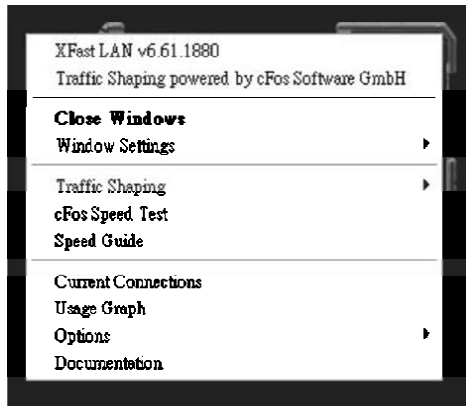 XFast LAN v6.61.1880
Traffic Shaping powered by cFos Software GmbH
Close Windows
Window Settings
Traffic Shaping
cFos Speed Test
Speed Guide
Current Connections
Usage Graph
Options
Documentation